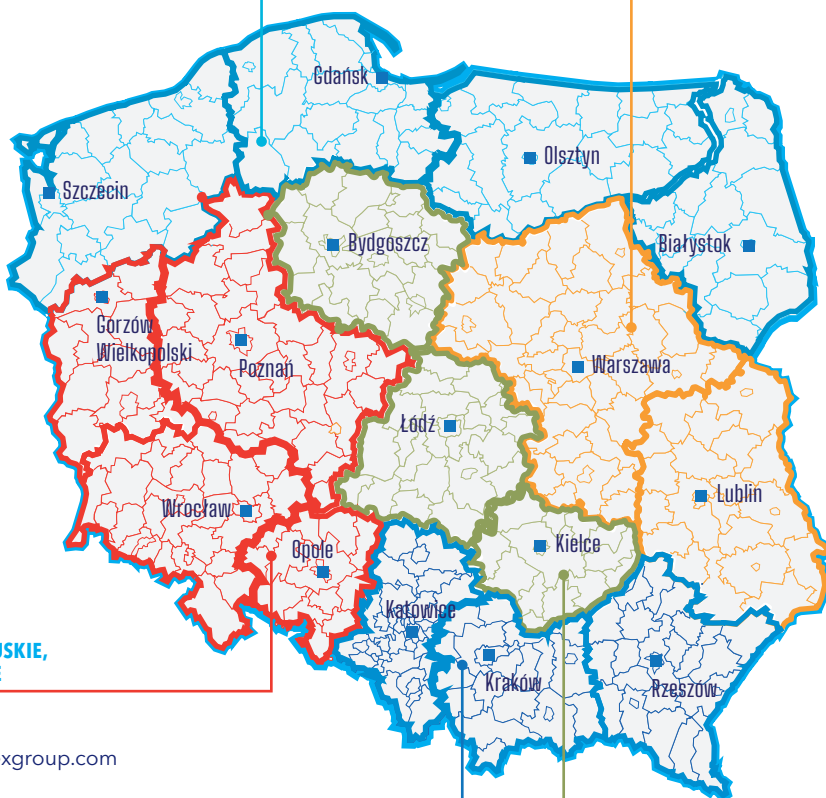 Gdańsk
Olsztyn
Szczecin
Bydgoszcz
Białystok
Gorzów
Wielkopolski
Poznań
Warszawa
Łódź
Wrocław
Lublin
Opole
Kielce
Katowice
Kraków
Rzeszów
USKIE,
E
xgroup.com